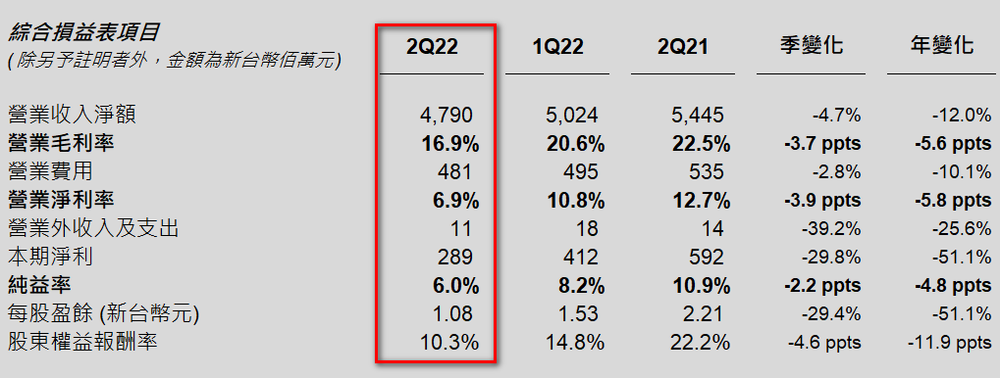 綜合損益表項目
(除另予註明者外，金額為新台幣佰萬元)
2Q22 1Q22 2Q21 季變化 年變化
營業收入淨額 4,790 5,024 5,445 -4.7% -12.0%
營業毛利率 16.9% 20.6% 22.5% -3.7 ppts -5.6 ppts
營業費用 481 495 535 -2.8% -10.1%
營業淨利率 6.9% 10.8% 12.7% -3.9 ppts -5.8 ppts
營業外收入及支出 11 18 14 -39.2% -25.6%
本期淨利 289 412 592 -29.8% -51.1%
純益率 6.0% 8.2% 10.9% -2.2 ppts -4.8 ppts
每股盈餘 (新台幣元) 1.08 1.53 2.21 -29.4% -51.1%
股東權益報酬率 10.3% 14.8% 22.2% -4.6 ppts -11.9 ppts